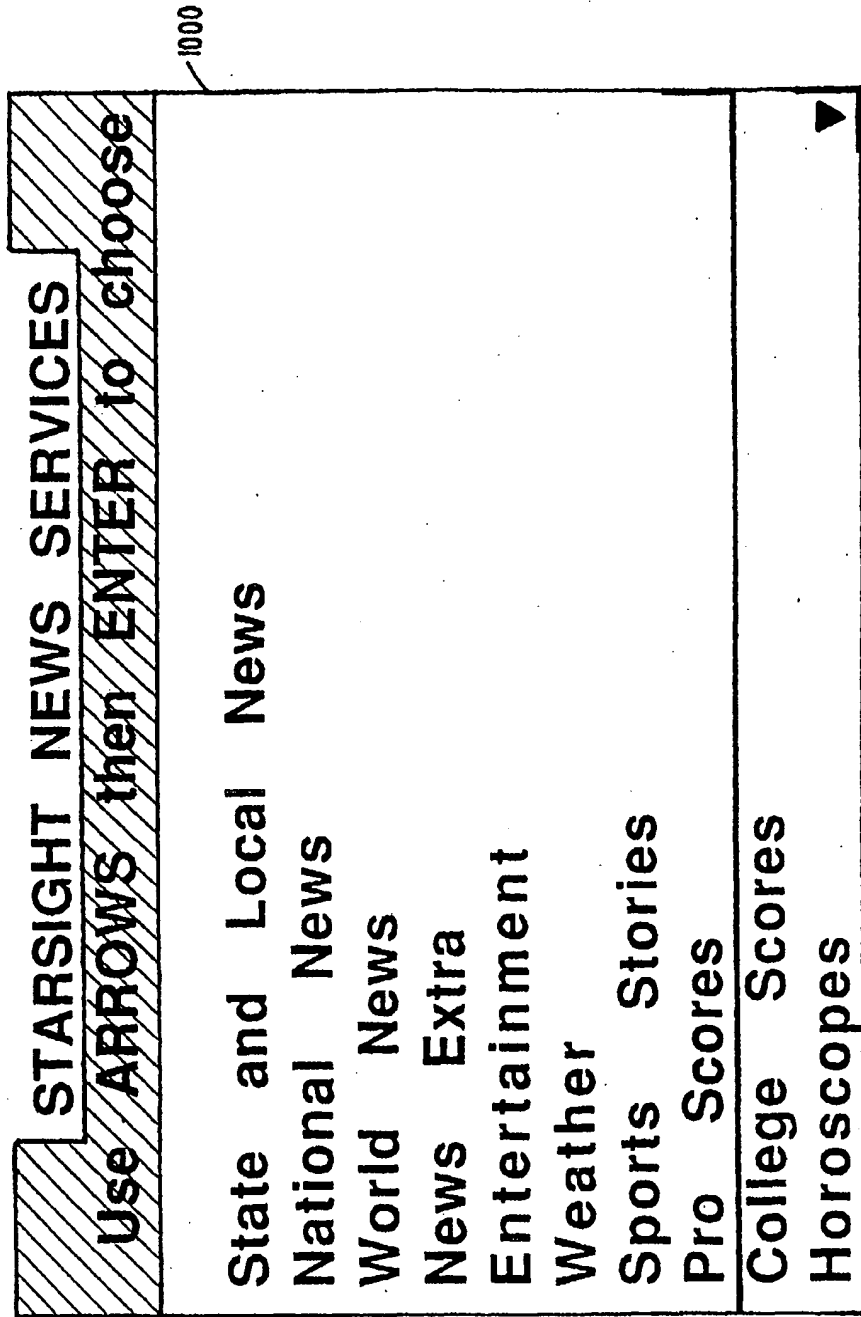 STARSIGHT NEWS SERVICES
Use ARROWS then ENTER to choose
1000
State and Local News
National News
World News
News Extra
Entertainment
Weather
Sports Stories
Pro Scores
College Scores
Horoscopes